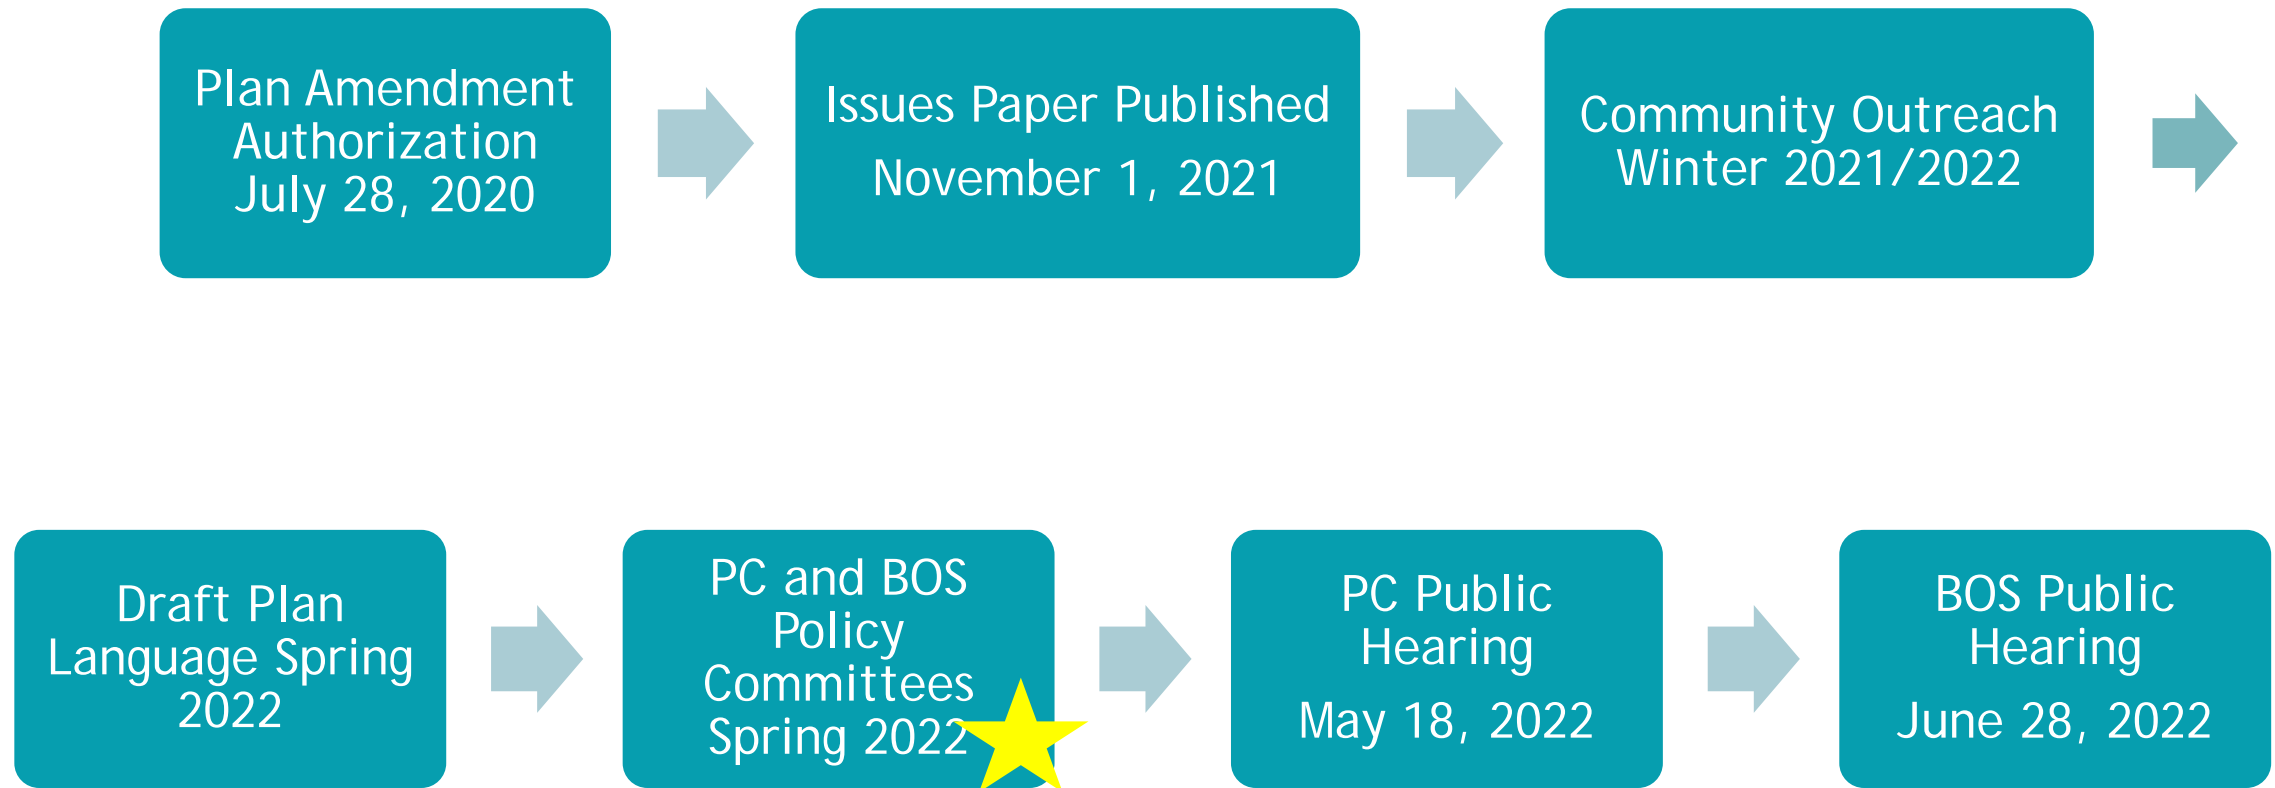 Plan Amendment
Authorization
July 28, 2020
Issues Paper Published
November 1, 2021
Community Outreach
Winter 2021/2022
Draft Plan
Language Spring
2022
PC and BOS
Policy
Committees
Spring 2022
PC Public
Hearing
May 18, 2022
BOS Public
Hearing
June 28, 2022